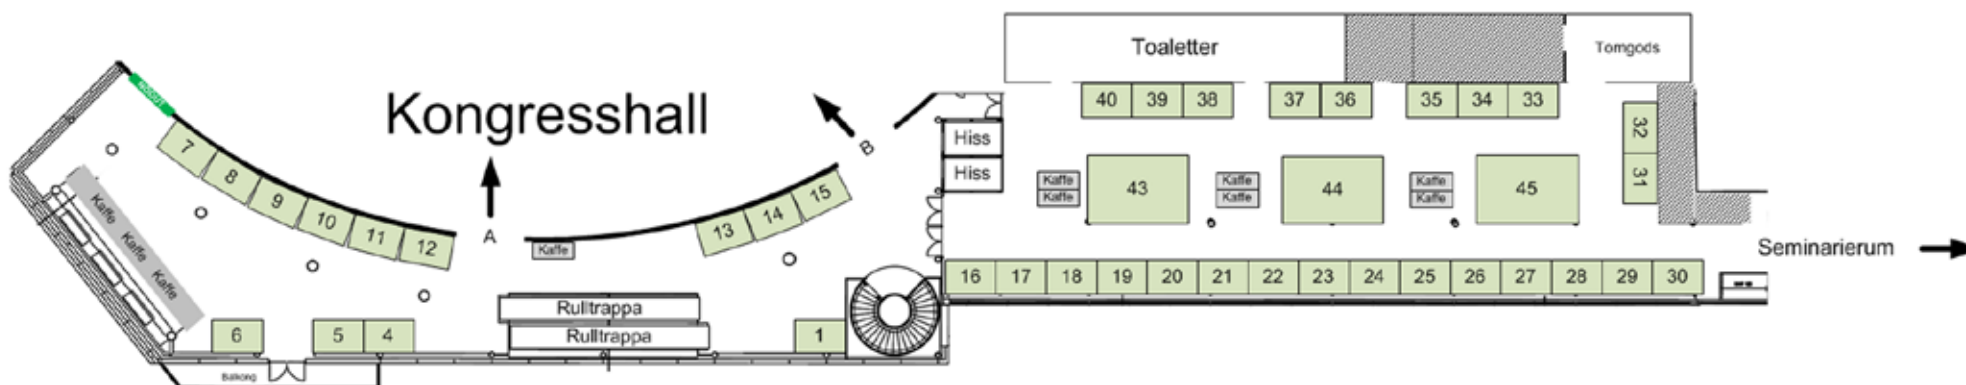 Toaletter
Tomgods
Kongresshall
40 39 38 37 36 35 34 33
32
31
Hiss
Hiss
B
7
8
9
10
11
12
A
Kaffe
13
14
15
Kaffe
Kaffe
43
Kaffe
Kaffe
44
Kaffe
Kaffe
45
Kaffe
Kaffe
Kaffe
Seminarierum
16 17 18 19 20 21 22 23 24 25 26 27 28 29 30
Rulltrappa
Rulltrappa
6
5
4
1
Balkong